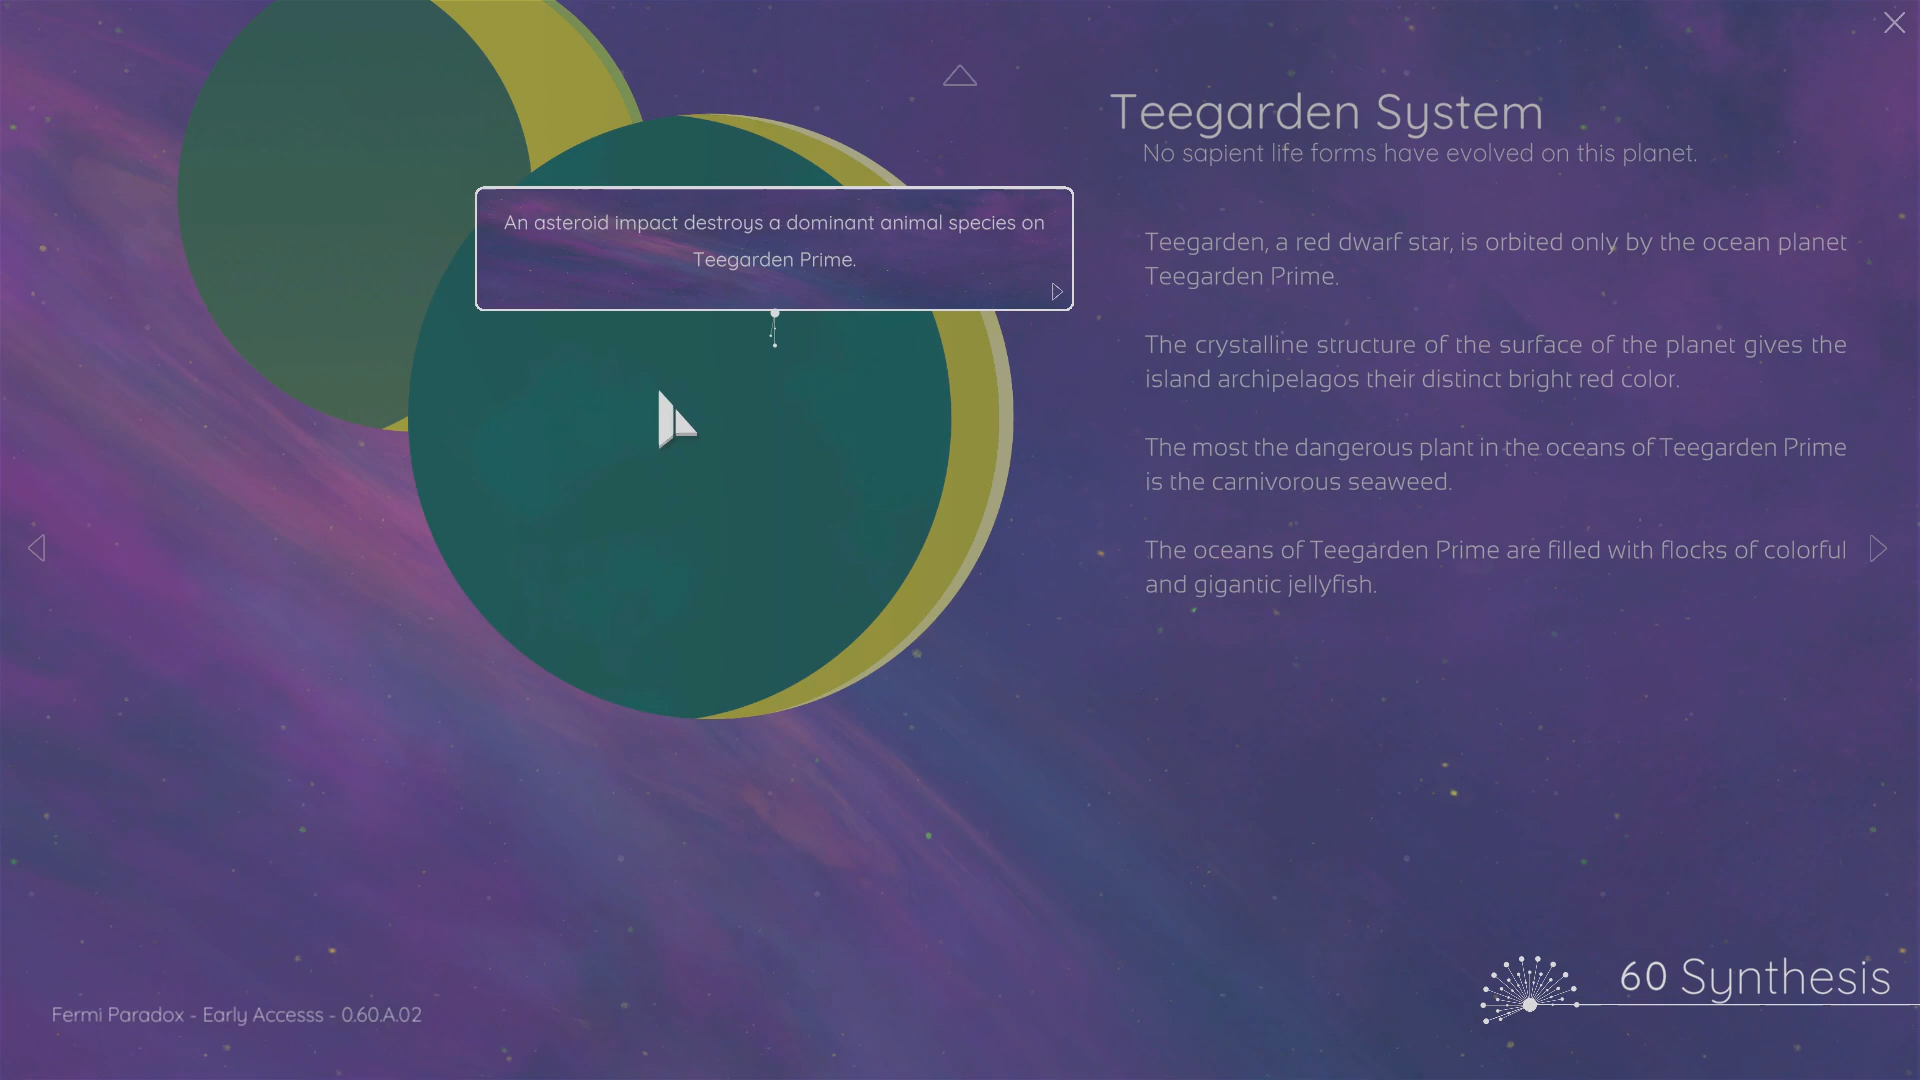 Teegarden System
No sapient life forms have evolved on this planet.
An asteroid impact destroys a dominant animal species on
Teegarden Prime.
Teegarden, a red dwarf star, is orbited only by the ocean planet
Teegarden Prime.
The crystalline structure of the surface of the planet gives the
island archipelagos their distinct bright red color.
The most the dangerous plant in the oceans of Teegarden Prime
is the carnivorous seaweed.
The oceans of Teegarden Prime are filled with flocks of colorful
and gigantic jellyfish.
60 Synthesis
Fermi Paradox - Early Accesss - 0.60.A.02